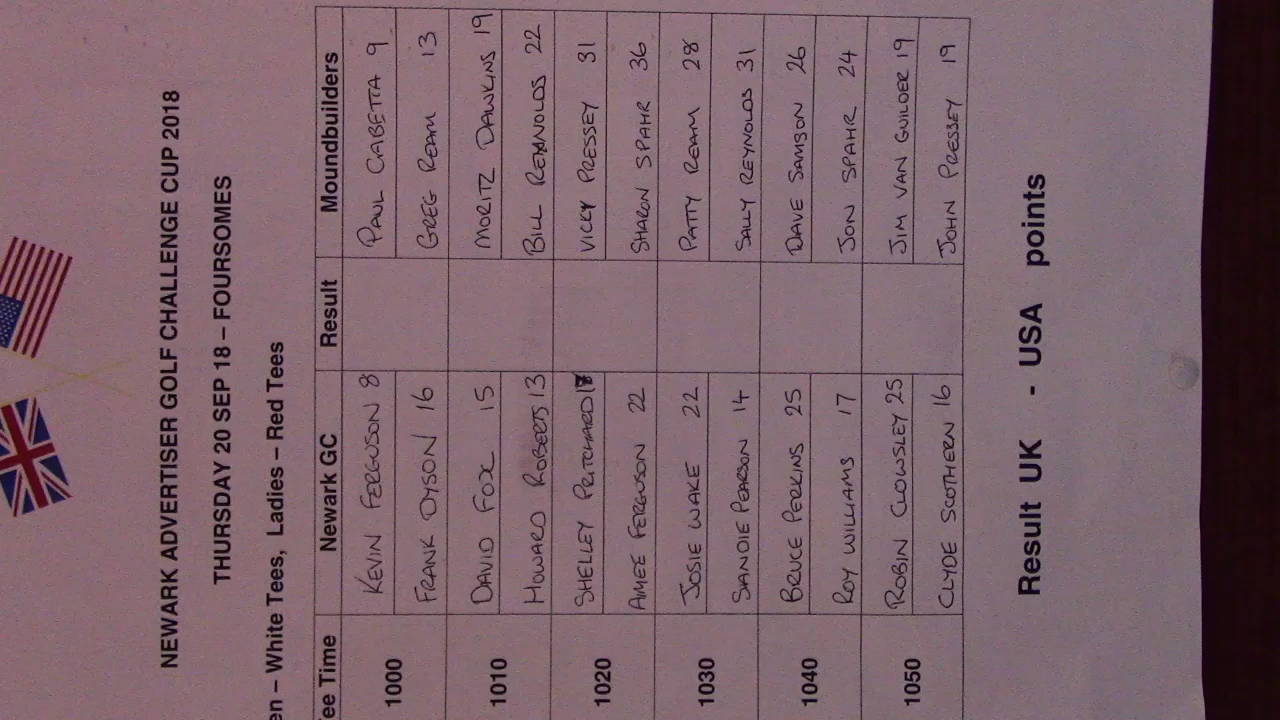 NEWARK ADVERTISER GOLF CHALLENGE CUP 2018
THURSDAY 20 SEP 18 – FOURSOMES
– White Tees, Ladies – Red Tees
Time Newark GC Result Moundbuilders
1000 KEVIN FERGUSON 8 PAUL CABETTA 9
FRANK DYSON 16 GREG REAM 13
1010 DAVID FOX 15 MORITZ DAWKINS 19
HOWARD ROBERTS 13 BILL REYNOLDS 22
1020 SHELLEY PRITCHARD VICKY PRESSEY 31
AIMEE FERGUSON 22 SHARON SPAHR 36
1030 JOSIE WAKE 22 PATTY REAM 28
SANDIE PEARSON 14 SALLY REYNOLDS 31
1040 BRUCE PERKINS 25 DAVE SAMSON 26
ROY WILLIAMS 17 JON SPAHR 24
1050 ROBIN CLOWSLEY 25 JIM VAN GUILDER 19
CLYDE SCOTHERN 16 JOHN PRESSEY 19
Result UK - USA points